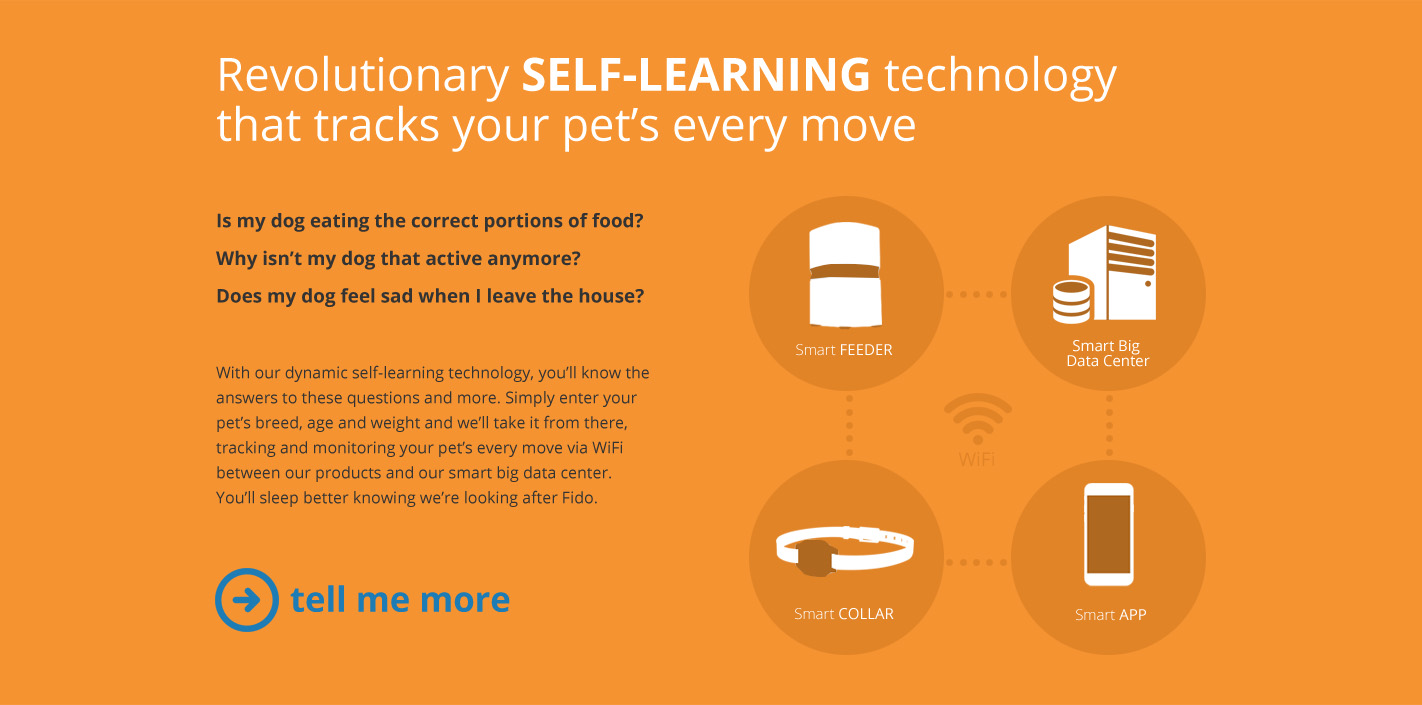 Revolutionary SELF-LEARNING technology
that tracks your pet’s every move
Is my dog eating the correct portions of food?
Why isn’t my dog that active anymore?
Does my dog feel sad when I leave the house?
With our dynamic self-learning technology, you’ll know the
answers to these questions and more. Simply enter your
pet’s breed, age and weight and we’ll take it from there,
tracking and monitoring your pet’s every move via WiFi
between our products and our smart big data center.
You’ll sleep better knowing we’re looking after Fido.
tell me more
Smart FEEDER
Smart Big
Data Center
WiFi
Smart COLLAR
Smart APP